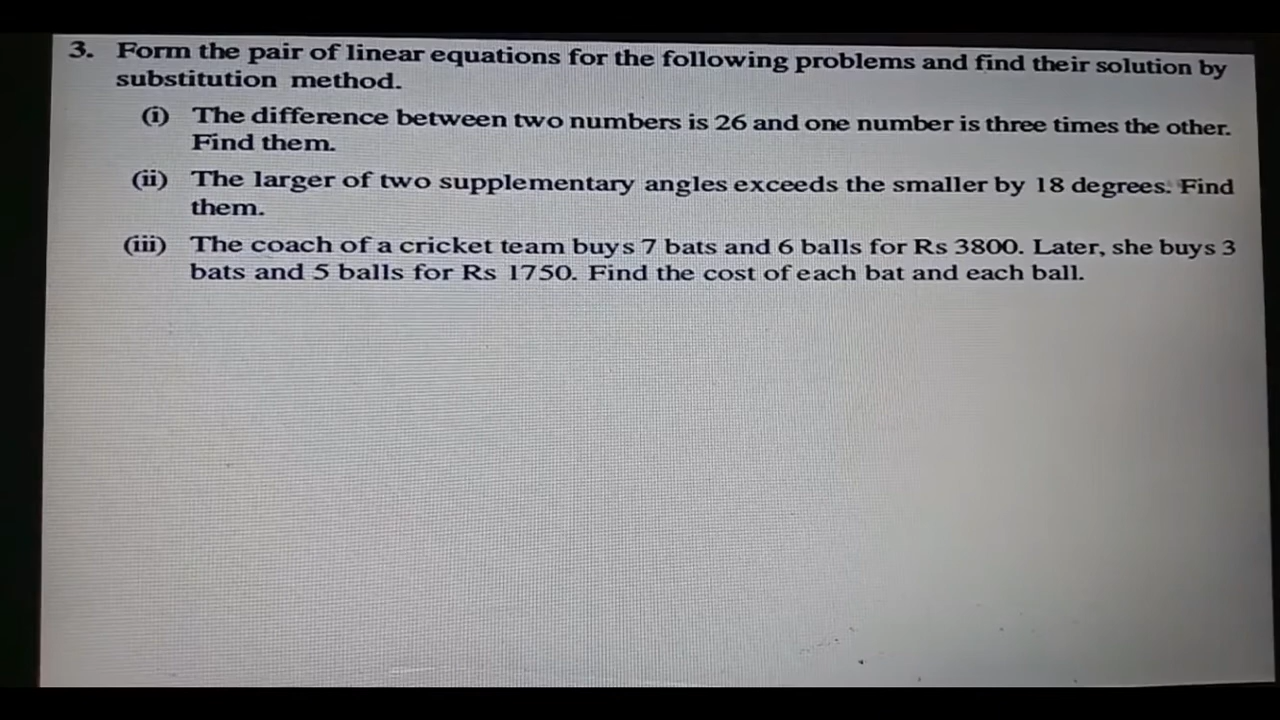 3. Form the pair of linear equations for the following problems and find their solution by
substitution method.
(i) The difference between two numbers is 26 and one number is three times the other.
Find them.
(ii) The larger of two supplementary angles exceeds the smaller by 18 degrees. Find
them.
(iii) The coach of a cricket team buys 7 bats and 6 balls for Rs 3800. Later, she buys 3
bats and 5 balls for Rs 1750. Find the cost of each bat and each ball.